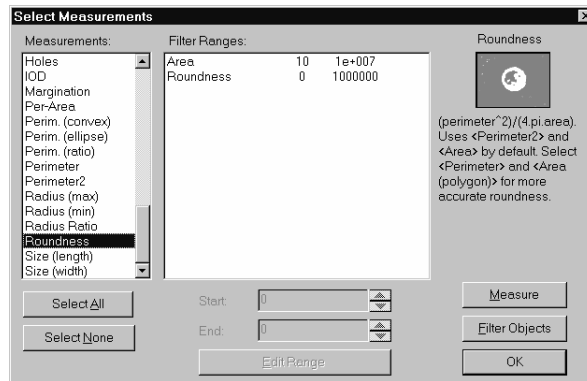 Select Measurements
Measurements:
Holes
IOD
Margination
Per-Area
Perim. (convex)
Perim. (ellipse)
Perim. (ratio)
Perimeter
Perimeter2
Radius (max)
Radius (min)
Radius Ratio
Roundness
Size (length)
Size (width)
Select All
Select None
Filter Ranges:
Area 10 1e+007
Roundness 0 1000000
Start: 0
End: 0
Edit Range
Roundness
(perimeter^2)/(4.pi.area).
Uses <Perimeter2> and
<Area> by default. Select
<Perimeter> and <Area
(polygon)> for more
accurate roundness.
Measure
Filter Objects
OK